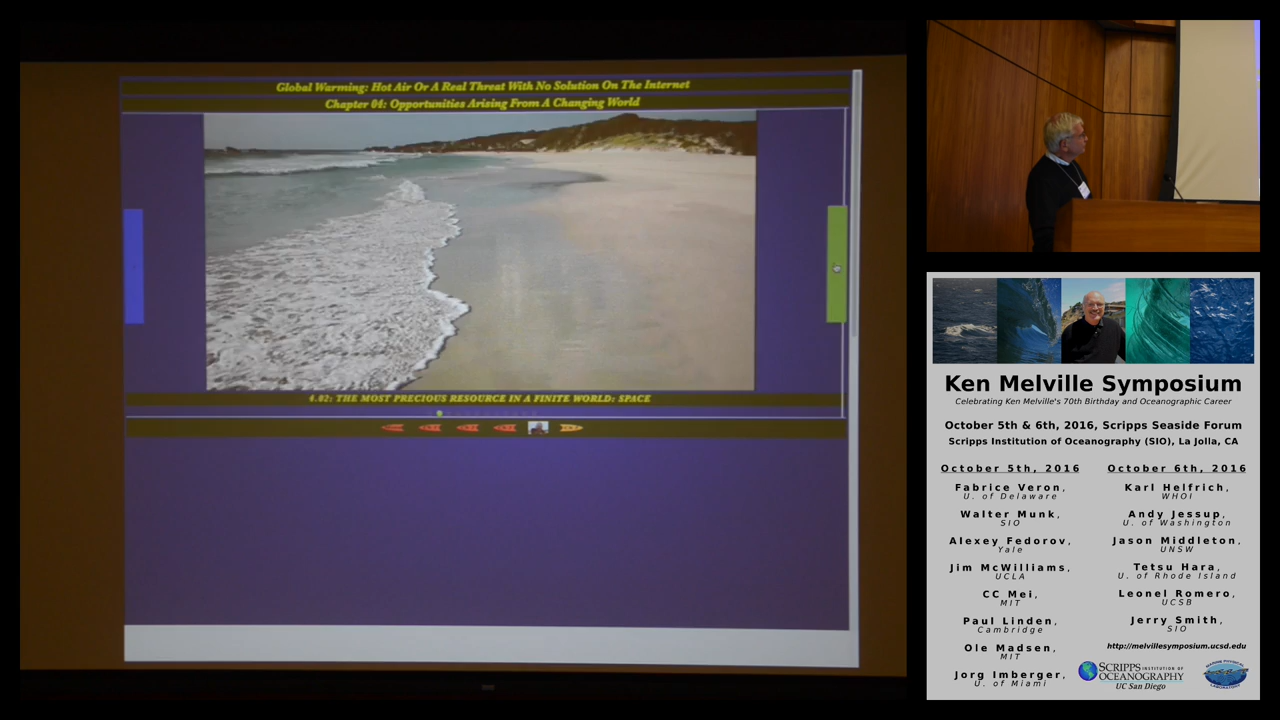 Global Warming: Hot Air Or A Real Threat With No Solution On The Internet
Chapter 04: Opportunities Arising From A Changing World
4.02: THE MOST PRECIOUS RESOURCE IN A FINITE WORLD: SPACE
Ken Melville Symposium
Celebrating Ken Melville's 70th Birthday and Oceanographic Career
October 5th & 6th, 2016, Scripps Seaside Forum
Scripps Institution of Oceanography (SIO), La Jolla, CA
October 5th, 2016
Fabrice Veron,
U. of Delaware
Walter Munk,
SIO
Alexey Fedorov,
Yale
Jim McWilliams,
UCLA
CC Mei,
MIT
Paul Linden,
Cambridge
Ole Madsen,
MIT
Jorg Imberger,
U. of Miami
October 6th, 2016
Karl Helfrich,
WHOI
Andy Jessup,
U. of Washington
Jason Middleton,
UNSW
Tetsu Hara,
U. of Rhode Island
Leonel Romero,
UCSB
Jerry Smith,
SIO
http://melvillesymposium.ucsd.edu
SCRIPPS INSTITUTION OF
OCEANOGRAPHY
UC San Diego